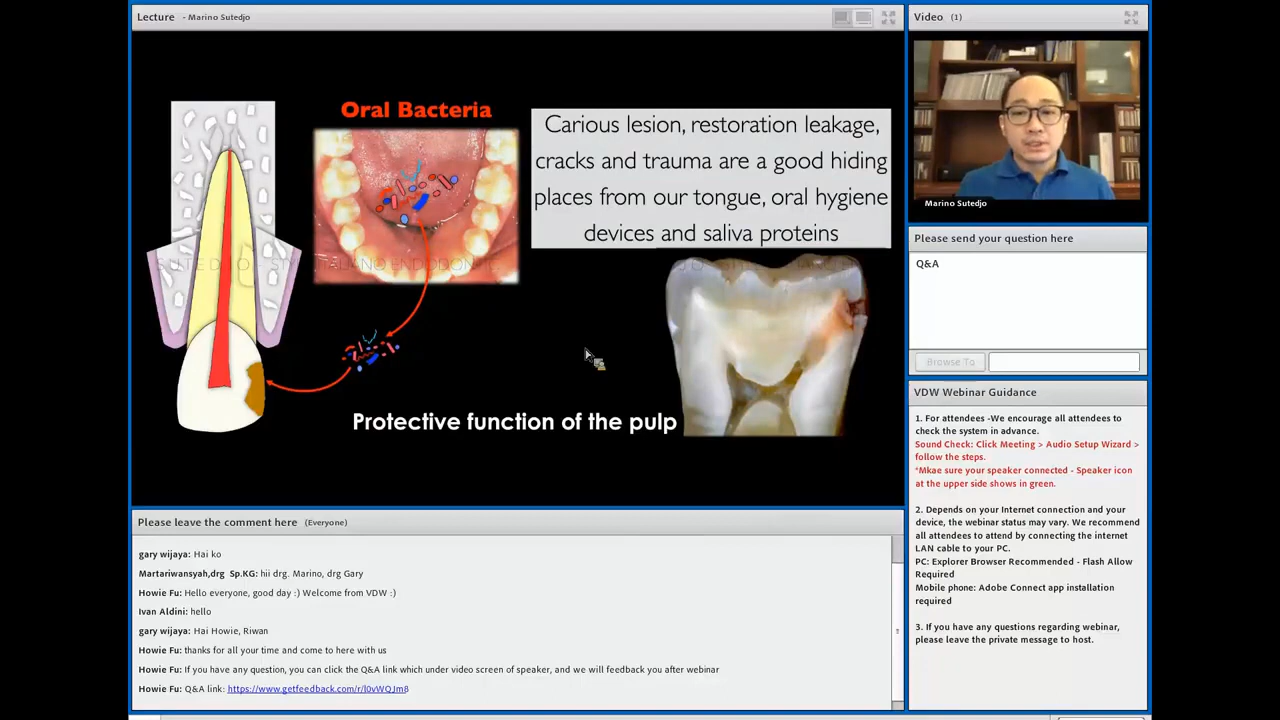 Lecture - Marino Sutedjo
Oral Bacteria
Carious lesion, restoration leakage,
cracks and trauma are a good hiding
places from our tongue, oral hygiene
devices and saliva proteins
Protective function of the pulp
Please leave the comment here (Everyone)
gary wijaya: Hai ko
Martariwansyah,drg Sp.KG: hii drg. Marino, drg Gary
Howie Fu: Hello everyone, good day :) Welcome from VDW :)
Ivan Aldini: hello
gary wijaya: Hai Howie, Riwan
Howie Fu: thanks for all your time and come to here with us
Howie Fu: If you have any question, you can click the Q&A link which under video screen of speaker, and we will feedback you after webinar
Howie Fu: Q&A link: https://www.getfeedback.com/r/l0vWQJm8
Video (1)
Marino Sutedjo
Please send your question here
Q&A
Browse To
VDW Webinar Guidance
1. For attendees -We encourage all attendees to
check the system in advance.
Sound Check: Click Meeting > Audio Setup Wizard >
follow the steps.
*Mkae sure your speaker connected - Speaker icon
at the upper side shows in green.
2. Depends on your Internet connection and your
device, the webinar status may vary. We recommend
all attendees to attend by connecting the internet
LAN cable to your PC.
PC: Explorer Browser Recommended - Flash Allow
Required
Mobile phone: Adobe Connect app installation
required
3. If you have any questions regarding webinar,
please leave the private message to host.